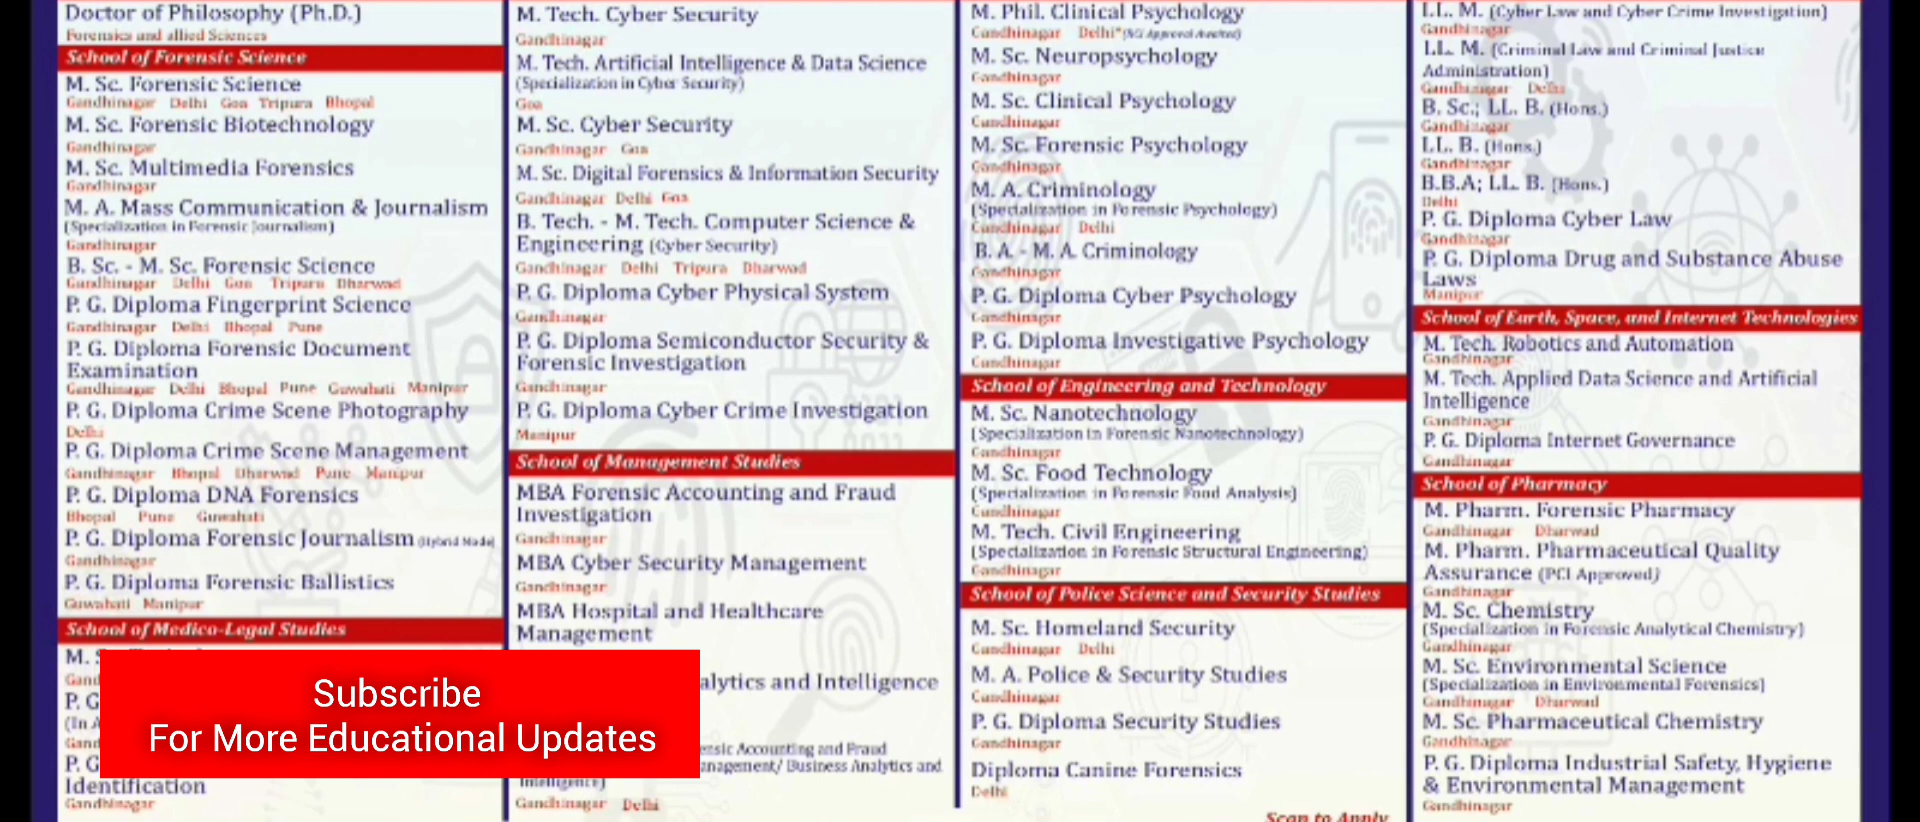 Doctor of Philosophy (Ph.D.)
Forensics and allied Sciences
School of Forensic Science
M. Sc. Forensic Science
Gandhinagar Delhi Goa Tripura Bhopal
M. Sc. Forensic Biotechnology
Gandhinagar
M. Sc. Multimedia Forensics
Gandhinagar
M. A. Mass Communication & Journalism
(Specialization in Forensic Journalism)
Gandhinagar
B. Sc. - M. Sc. Forensic Science
Gandhinagar Delhi Goa Tripura Dharwad
P. G. Diploma Fingerprint Science
Gandhinagar Delhi Bhopal Pune
P. G. Diploma Forensic Document
Examination
Gandhinagar Delhi Bhopal Pune Guwahati Manipur
P. G. Diploma Crime Scene Photography
Delhi
P. G. Diploma Crime Scene Management
Gandhinagar Bhopal Dharwad Pune Manipur
P. G. Diploma DNA Forensics
Bhopal Pune Guwahati
P. G. Diploma Forensic Journalism (Hybrid Mode)
Gandhinagar
P. G. Diploma Forensic Ballistics
Guwahati Manipur
School of Medico-Legal Studies
M.
Gand
P. G
(In A
Gand
P. G
Identification
Gandhinagar
M. Tech. Cyber Security
Gandhinagar
M. Tech. Artificial Intelligence & Data Science
(Specialization in Cyber Security)
Goa
M. Sc. Cyber Security
Gandhinagar Goa
M. Sc. Digital Forensics & Information Security
Gandhinagar Delhi Goa
B. Tech. - M. Tech. Computer Science &
Engineering (Cyber Security)
Gandhinagar Delhi Tripura Dharwad
P. G. Diploma Cyber Physical System
Gandhinagar
P. G. Diploma Semiconductor Security &
Forensic Investigation
Gandhinagar
P. G. Diploma Cyber Crime Investigation
Manipur
School of Management Studies
MBA Forensic Accounting and Fraud
Investigation
Gandhinagar
MBA Cyber Security Management
Gandhinagar
MBA Hospital and Healthcare
Management
alytics and Intelligence
ensic Accounting and Fraud
anagement/ Business Analytics and
Intelligence)
Gandhinagar Delhi
Subscribe
For More Educational Updates
M. Phil. Clinical Psychology
Gandhinagar Delhi*
M. Sc. Neuropsychology
Gandhinagar
M. Sc. Clinical Psychology
Gandhinagar
M. Sc. Forensic Psychology
Gandhinagar
M. A. Criminology
(Specialization in Forensic Psychology)
Gandhinagar Delhi
B. A. - M. A. Criminology
Gandhinagar
P. G. Diploma Cyber Psychology
Gandhinagar
P. G. Diploma Investigative Psychology
Gandhinagar
School of Engineering and Technology
M. Sc. Nanotechnology
(Specialization in Forensic Nanotechnology)
Gandhinagar
M. Sc. Food Technology
(Specialization in Forensic Food Analysis)
Gandhinagar
M. Tech. Civil Engineering
(Specialization in Forensic Structural Engineering)
Gandhinagar
School of Police Science and Security Studies
M. Sc. Homeland Security
Gandhinagar Delhi
M. A. Police & Security Studies
Gandhinagar
P. G. Diploma Security Studies
Gandhinagar
Diploma Canine Forensics
Delhi
Scan to Apply
LL. M. (Cyber Law and Cyber Crime Investigation)
Gandhinagar
LL. M. (Criminal Law and Criminal Justice
Administration)
Gandhinagar Delhi
B. Sc.; LL. B. (Hons.)
Gandhinagar
LL. B. (Hons.)
Gandhinagar
B.B.A; LL. B. (Hons.)
Delhi
P. G. Diploma Cyber Law
Gandhinagar
P. G. Diploma Drug and Substance Abuse
Laws
Manipur
School of Earth, Space, and Internet Technologies
M. Tech. Robotics and Automation
Gandhinagar
M. Tech. Applied Data Science and Artificial
Intelligence
Gandhinagar
P. G. Diploma Internet Governance
Gandhinagar
School of Pharmacy
M. Pharm. Forensic Pharmacy
Gandhinagar Dharwad
M. Pharm. Pharmaceutical Quality
Assurance (PCI Approved)
Gandhinagar
M. Sc. Chemistry
(Specialization in Forensic Analytical Chemistry)
Gandhinagar
M. Sc. Environmental Science
(Specialization in Environmental Forensics)
Gandhinagar Dharwad
M. Sc. Pharmaceutical Chemistry
Gandhinagar
P. G. Diploma Industrial Safety, Hygiene
& Environmental Management
Gandhinagar